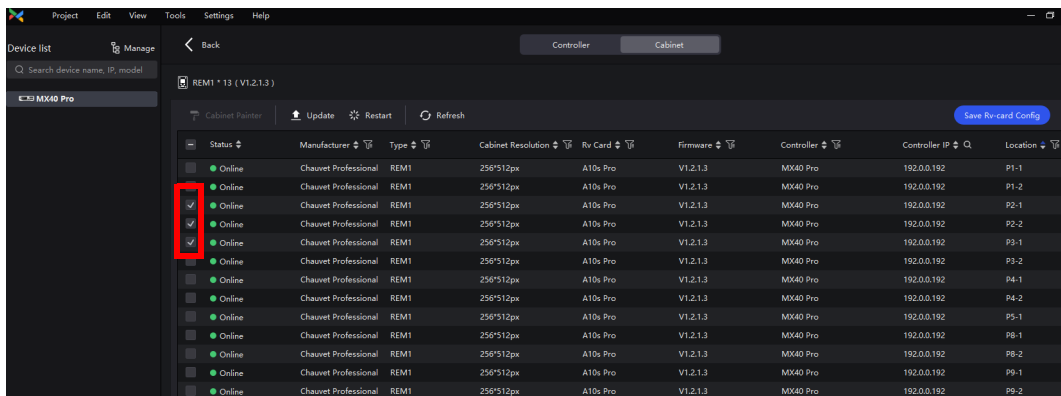 Project Edit View Tools Settings Help
Device list Manage Back Controller Cabinet
Search device name, IP, model
REM1 * 13 ( V1.2.1.3 )
MX40 Pro
Cabinet Painter Update Restart Refresh Save Rv-card Config
Status Manufacturer Type Cabinet Resolution Rv Card Firmware Controller Controller IP Location
Online Chauvet Professional REM1 256*512px A10s Pro V1.2.1.3 MX40 Pro 192.0.0.192 P1-1
Online Chauvet Professional REM1 256*512px A10s Pro V1.2.1.3 MX40 Pro 192.0.0.192 P1-2
Online Chauvet Professional REM1 256*512px A10s Pro V1.2.1.3 MX40 Pro 192.0.0.192 P2-1
Online Chauvet Professional REM1 256*512px A10s Pro V1.2.1.3 MX40 Pro 192.0.0.192 P2-2
Online Chauvet Professional REM1 256*512px A10s Pro V1.2.1.3 MX40 Pro 192.0.0.192 P3-1
Online Chauvet Professional REM1 256*512px A10s Pro V1.2.1.3 MX40 Pro 192.0.0.192 P3-2
Online Chauvet Professional REM1 256*512px A10s Pro V1.2.1.3 MX40 Pro 192.0.0.192 P4-1
Online Chauvet Professional REM1 256*512px A10s Pro V1.2.1.3 MX40 Pro 192.0.0.192 P4-2
Online Chauvet Professional REM1 256*512px A10s Pro V1.2.1.3 MX40 Pro 192.0.0.192 P5-1
Online Chauvet Professional REM1 256*512px A10s Pro V1.2.1.3 MX40 Pro 192.0.0.192 P8-1
Online Chauvet Professional REM1 256*512px A10s Pro V1.2.1.3 MX40 Pro 192.0.0.192 P8-2
Online Chauvet Professional REM1 256*512px A10s Pro V1.2.1.3 MX40 Pro 192.0.0.192 P9-1
Online Chauvet Professional REM1 256*512px A10s Pro V1.2.1.3 MX40 Pro 192.0.0.192 P9-2